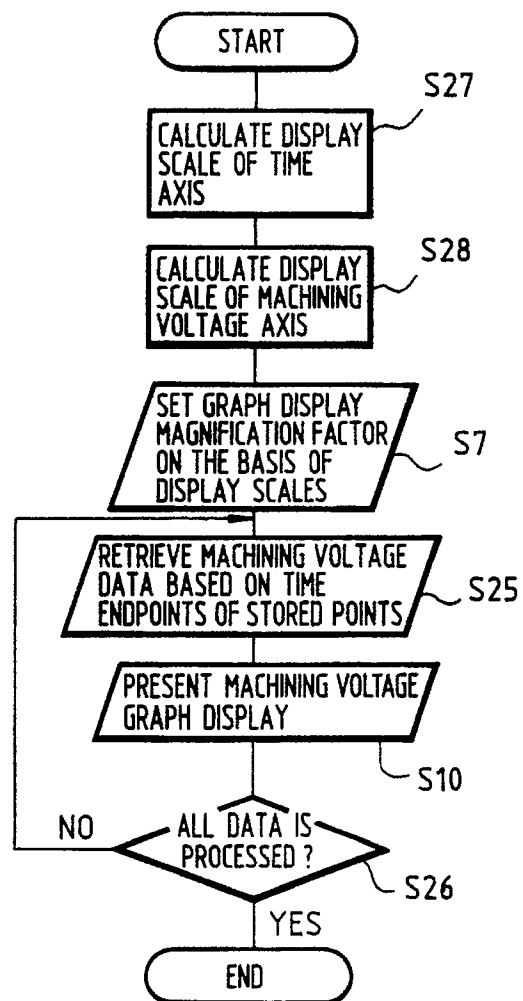 START
S27
CALCULATE DISPLAY
SCALE OF TIME
AXIS
S28
CALCULATE DISPLAY
SCALE OF MACHINING
VOLTAGE AXIS
SET GRAPH DISPLAY
MAGNIFICATION FACTOR
ON THE BASIS OF
DISPLAY SCALES
S7
RETRIEVE MACHINING VOLTAGE
DATA BASED ON TIME
ENDPOINTS OF STORED POINTS
S25
PRESENT MACHINING VOLTAGE
GRAPH DISPLAY
S10
NO
ALL DATA IS
PROCESSED ?
S26
YES
END